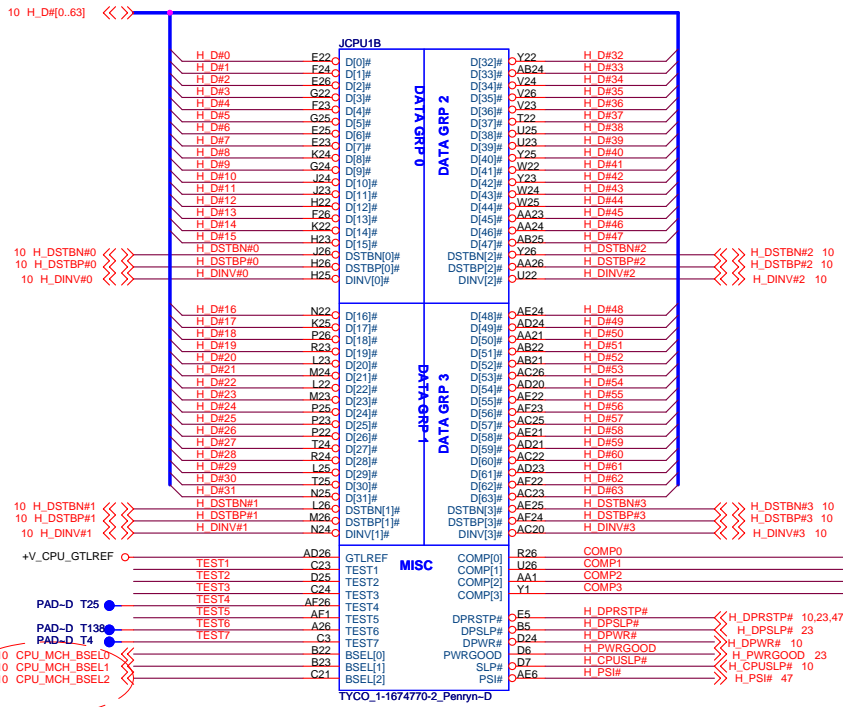 10 H_D#[0..63]
JCPU1B
H_D#0 E22 D[0]# D[32]# Y22 H_D#32
H_D#1 F24 D[1]# D[33]# AB24 H_D#33
H_D#2 E26 D[2]# D[34]# V24 H_D#34
H_D#3 G22 D[3]# D[35]# V26 H_D#35
H_D#4 F23 D[4]# D[36]# V23 H_D#36
H_D#5 G25 D[5]# D[37]# T22 H_D#37
H_D#6 E25 D[6]# D[38]# U25 H_D#38
H_D#7 E23 D[7]# D[39]# U23 H_D#39
H_D#8 K24 D[8]# D[40]# Y25 H_D#40
H_D#9 G24 D[9]# D[41]# W22 H_D#41
H_D#10 J24 D[10]# D[42]# Y23 H_D#42
H_D#11 J23 D[11]# D[43]# W24 H_D#43
H_D#12 H22 D[12]# D[44]# W25 H_D#44
H_D#13 F26 D[13]# D[45]# AA23 H_D#45
H_D#14 K22 D[14]# D[46]# AA24 H_D#46
H_D#15 H23 D[15]# D[47]# AB25 H_D#47
10 H_DSTBN#0 H_DSTBN#0 J26 DSTBN[0]# DSTBN[2]# Y26 H_DSTBN#2 H_DSTBN#2 10
10 H_DSTBP#0 H_DSTBP#0 H26 DSTBP[0]# DSTBP[2]# AA26 H_DSTBP#2 H_DSTBP#2 10
10 H_DINV#0 H_DINV#0 H25 DINV[0]# DINV[2]# U22 H_DINV#2 H_DINV#2 10
DATA GRP 0
DATA GRP 2
H_D#16 N22 D[16]# D[48]# AE24 H_D#48
H_D#17 K25 D[17]# D[49]# AD24 H_D#49
H_D#18 P26 D[18]# D[50]# AA21 H_D#50
H_D#19 R23 D[19]# D[51]# AB22 H_D#51
H_D#20 L23 D[20]# D[52]# AB21 H_D#52
H_D#21 M24 D[21]# D[53]# AC26 H_D#53
H_D#22 L22 D[22]# D[54]# AD20 H_D#54
H_D#23 M23 D[23]# D[55]# AE22 H_D#55
H_D#24 P25 D[24]# D[56]# AF23 H_D#56
H_D#25 P23 D[25]# D[57]# AC25 H_D#57
H_D#26 P22 D[26]# D[58]# AE21 H_D#58
H_D#27 T24 D[27]# D[59]# AD21 H_D#59
H_D#28 R24 D[28]# D[60]# AC22 H_D#60
H_D#29 L25 D[29]# D[61]# AD23 H_D#61
H_D#30 T25 D[30]# D[62]# AF22 H_D#62
H_D#31 N25 D[31]# D[63]# AC23 H_D#63
10 H_DSTBN#1 H_DSTBN#1 L26 DSTBN[1]# DSTBN[3]# AE25 H_DSTBN#3 H_DSTBN#3 10
10 H_DSTBP#1 H_DSTBP#1 M26 DSTBP[1]# DSTBP[3]# AF24 H_DSTBP#3 H_DSTBP#3 10
10 H_DINV#1 H_DINV#1 N24 DINV[1]# DINV[3]# AC20 H_DINV#3 H_DINV#3 10
DATA GRP 1
DATA GRP 3
MISC
+V_CPU_GTLREF AD26 GTLREF COMP[0] R26 COMP0
TEST1 C23 TEST1 COMP[1] U26 COMP1
TEST2 D25 TEST2 COMP[2] AA1 COMP2
TEST3 C24 TEST3 COMP[3] Y1 COMP3
PAD~D T25 TEST4 AF26 TEST4
TEST5 AF1 TEST5 DPRSTP# E5 H_DPRSTP# H_DPRSTP# 10,23,47
PAD~D T138 TEST6 A26 TEST6 DPSLP# B5 H_DPSLP# H_DPSLP# 23
PAD~D T4 TEST7 C3 TEST7 DPWR# D24 H_DPWR# H_DPWR# 10
0 CPU_MCH_BSEL0 B22 BSEL[0] PWRGOOD D6 H_PWRGOOD H_PWRGOOD 23
10 CPU_MCH_BSEL1 B23 BSEL[1] SLP# D7 H_CPUSLP# H_CPUSLP# 10
0 CPU_MCH_BSEL2 C21 BSEL[2] PSI# AE6 H_PSI# H_PSI# 47
TYCO_1-1674770-2_Penryn~D